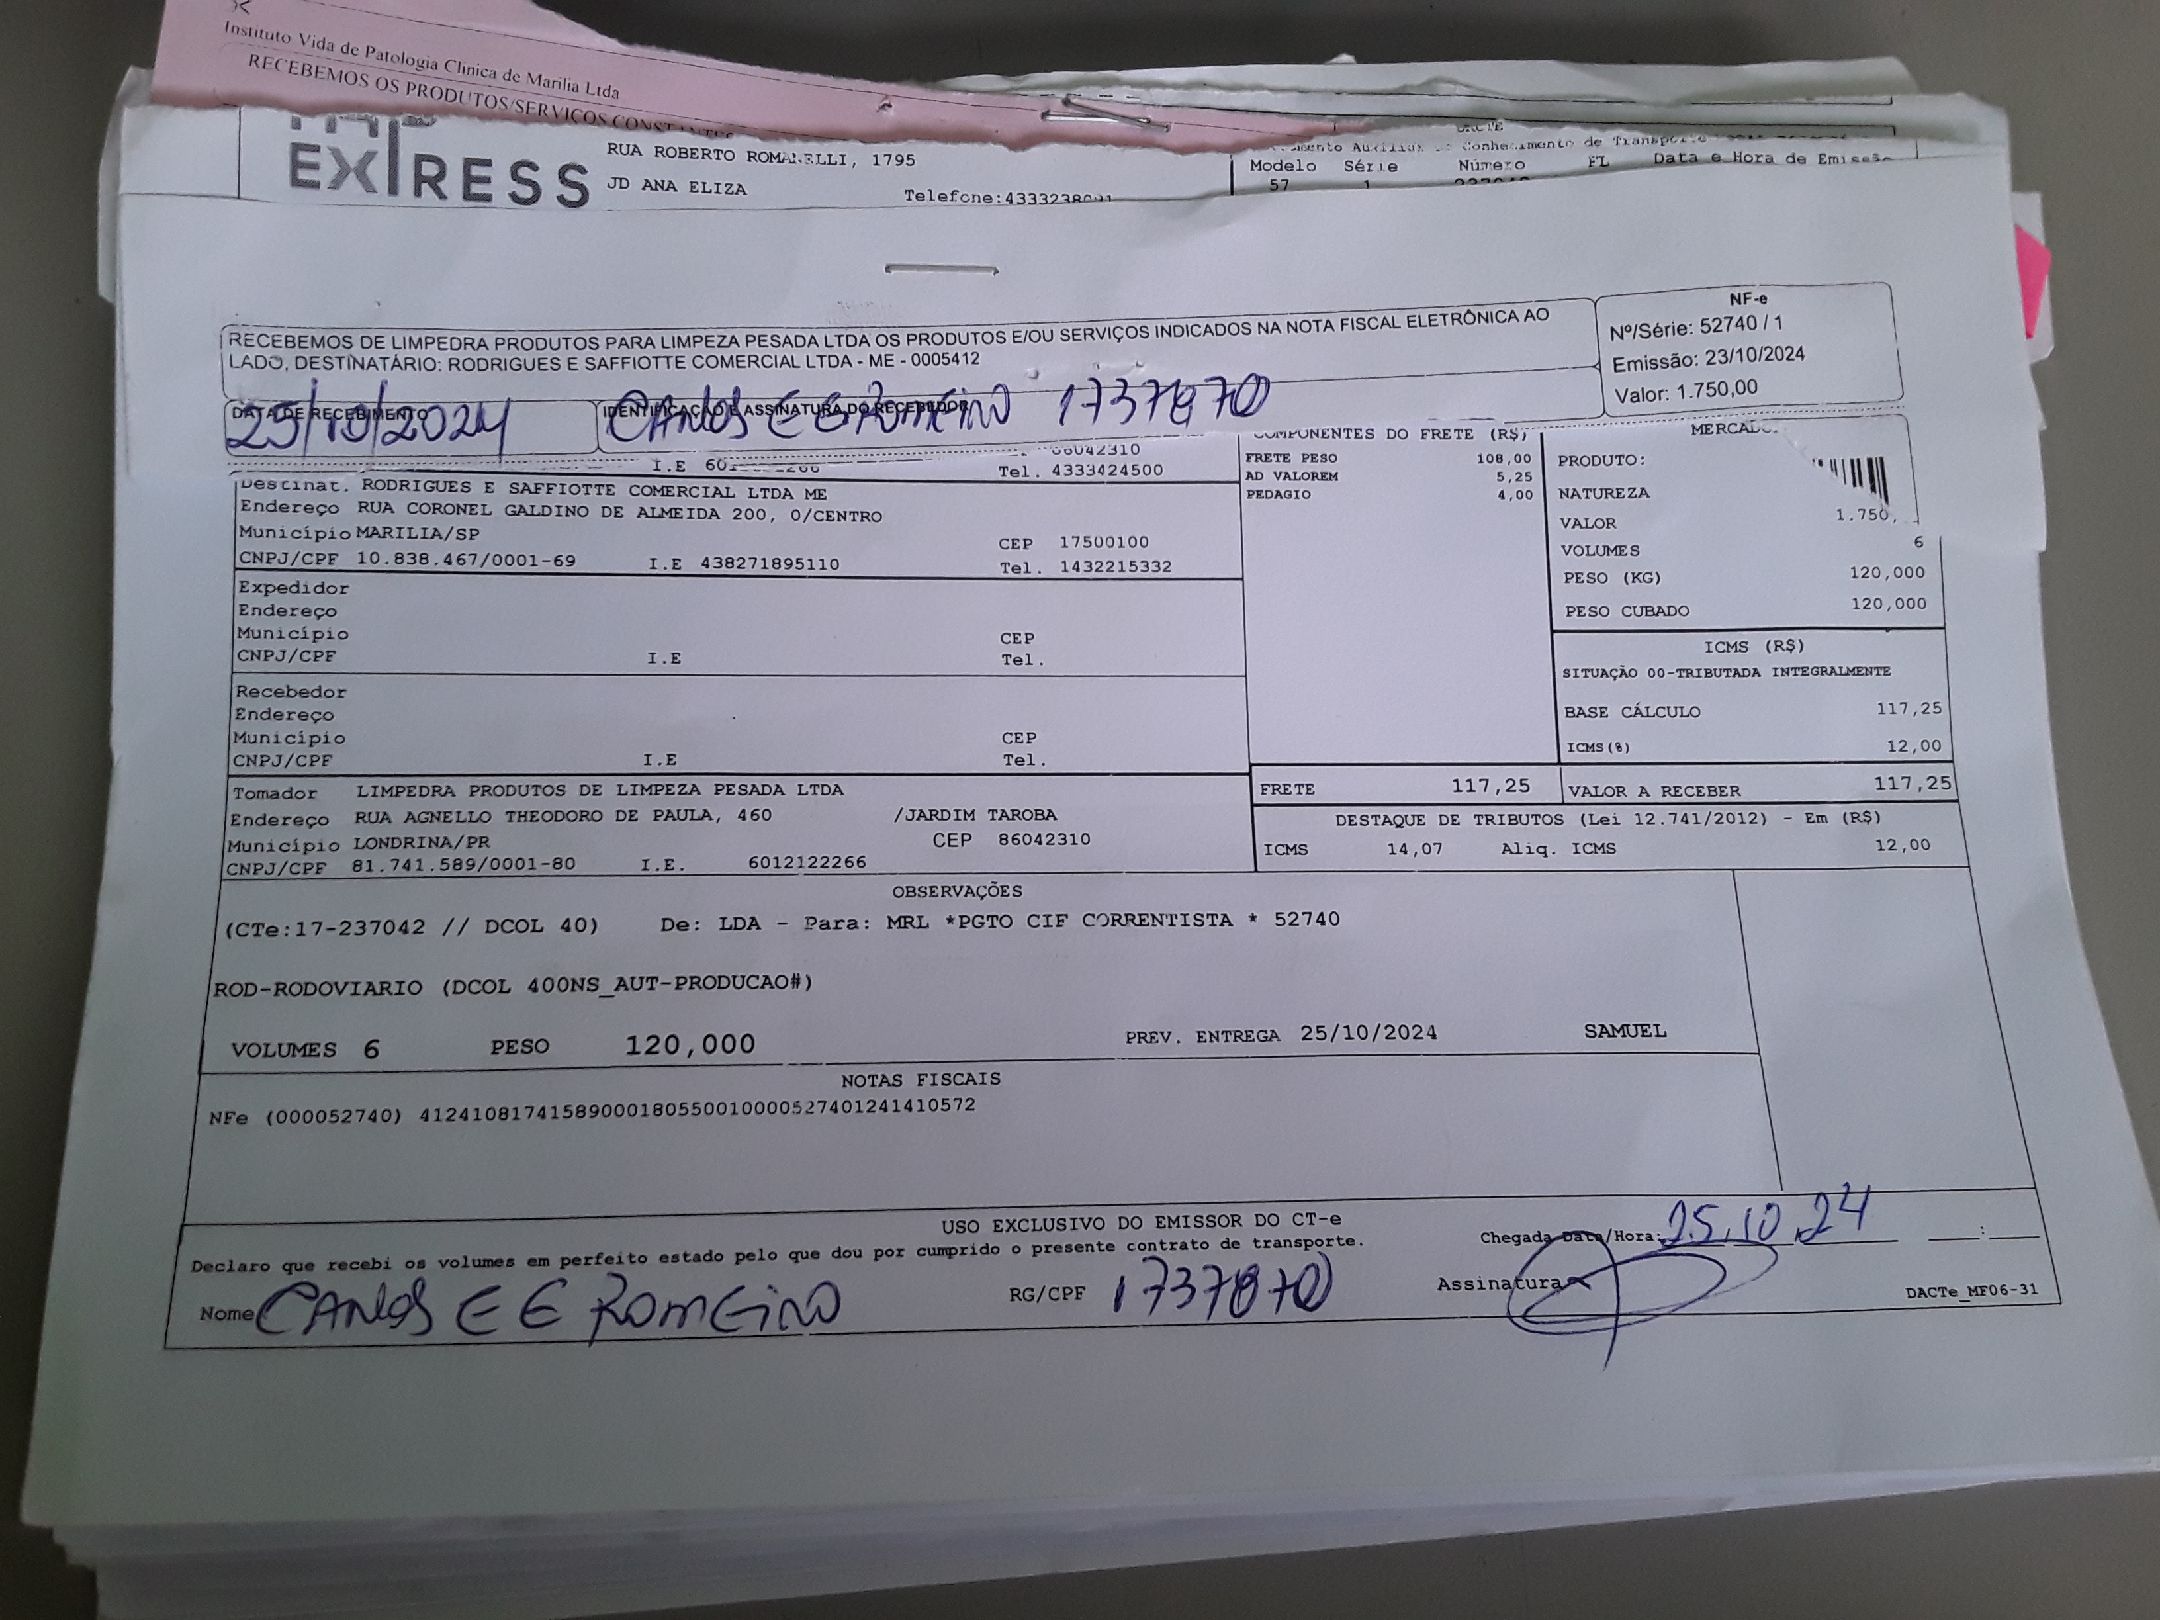 Instituto Vida de Patologia Clinica de Marilia Ltda
RECEBEMOS OS PRODUTOS/SERVIÇOS CONSTANTES
EXPRESS
RUA ROBERTO ROMANELLI, 1795
JD ANA ELIZA
Telefone:4333238
Auxiliar Conhecimento de Transporte
Modelo Série Número FL Data e Hora de Emissão
57 1
RECEBEMOS DE LIMPEDRA PRODUTOS PARA LIMPEZA PESADA LTDA OS PRODUTOS E/OU SERVIÇOS INDICADOS NA NOTA FISCAL ELETRÔNICA AO
LADO, DESTINATÁRIO: RODRIGUES E SAFFIOTTE COMERCIAL LTDA - ME - 0005412
NF-e
Nº/Série: 52740 / 1
Emissão: 23/10/2024
Valor: 1.750,00
DATA DE RECEBIMENTO
25/10/2024
IDENTIFICAÇÃO E ASSINATURA DO RECEBEDOR
CARLOS E E ROMEIRO 1737870
I.E 60
Tel. 4333424500
Destinat. RODRIGUES E SAFFIOTTE COMERCIAL LTDA ME
Endereço RUA CORONEL GALDINO DE ALMEIDA 200, 0/CENTRO
Município MARILIA/SP CEP 17500100
CNPJ/CPF 10.838.467/0001-69 I.E 438271895110 Tel. 1432215332
Expedidor
Endereço
Município CEP
CNPJ/CPF I.E Tel.
Recebedor
Endereço
Município CEP
CNPJ/CPF I.E Tel.
Tomador LIMPEDRA PRODUTOS DE LIMPEZA PESADA LTDA
Endereço RUA AGNELLO THEODORO DE PAULA, 460 /JARDIM TAROBA
Município LONDRINA/PR CEP 86042310
CNPJ/CPF 81.741.589/0001-80 I.E. 6012122266
COMPONENTES DO FRETE (R$)
FRETE PESO 108,00
AD VALOREM 5,25
PEDAGIO 4,00
PRODUTO:
NATUREZA
VALOR 1.750,
VOLUMES 6
PESO (KG) 120,000
PESO CUBADO 120,000
ICMS (R$)
SITUAÇÃO 00-TRIBUTADA INTEGRALMENTE
BASE CÁLCULO 117,25
ICMS(%) 12,00
FRETE 117,25 VALOR A RECEBER 117,25
DESTAQUE DE TRIBUTOS (Lei 12.741/2012) - Em (R$)
ICMS 14,07 Aliq. ICMS 12,00
OBSERVAÇÕES
(CTe:17-237042 // DCOL 40) De: LDA - Para: MRL *PGTO CIF CORRENTISTA * 52740
ROD-RODOVIARIO (DCOL 400NS_AUT-PRODUCAO#)
VOLUMES 6 PESO 120,000 PREV. ENTREGA 25/10/2024 SAMUEL
NOTAS FISCAIS
NFe (000052740) 41241081741589000180550010000527401241410572
USO EXCLUSIVO DO EMISSOR DO CT-e
Declaro que recebi os volumes em perfeito estado pelo que dou por cumprido o presente contrato de transporte.
Chegada Data/Hora: 25.10.24 :
Nome CARLOS E E ROMEIRO RG/CPF 1737870 Assinatura
DACTe_MF06-31